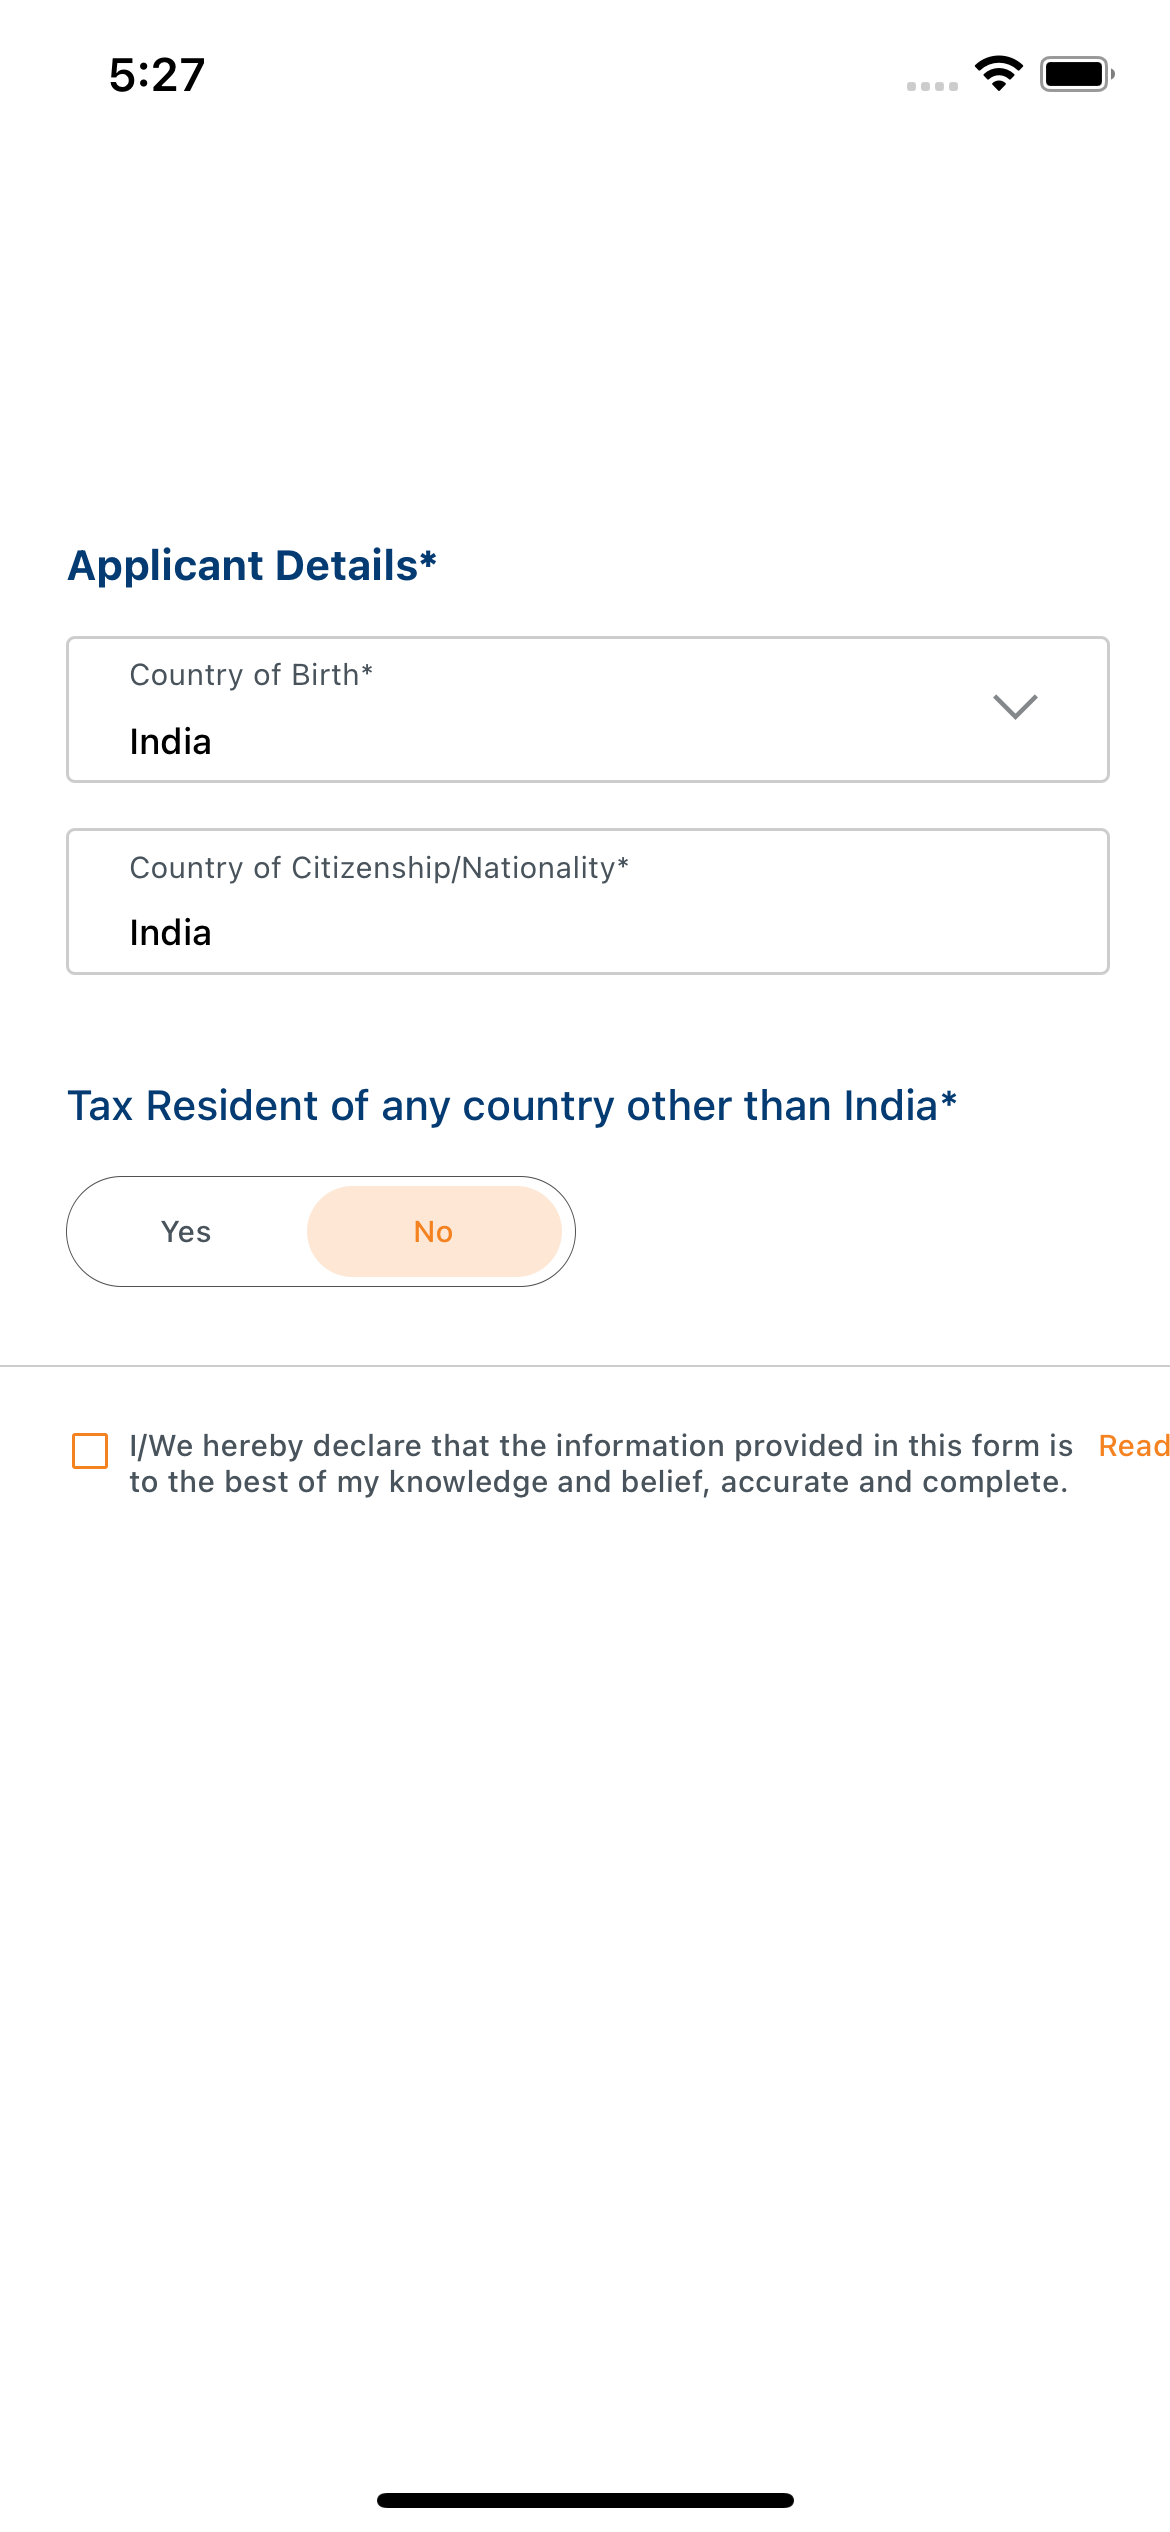 5:27
Applicant Details*
Country of Birth*
India
Country of Citizenship/Nationality*
India
Tax Resident of any country other than India*
Yes No
I/We hereby declare that the information provided in this form is Read
to the best of my knowledge and belief, accurate and complete.